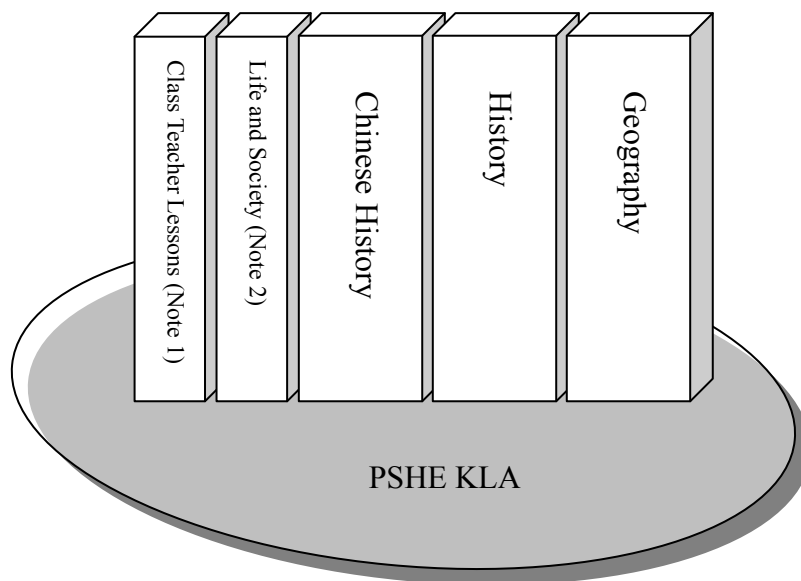 Class Teacher Lessons (Note 1)
Life and Society (Note 2)
Chinese History
History
Geography
PSHE KLA